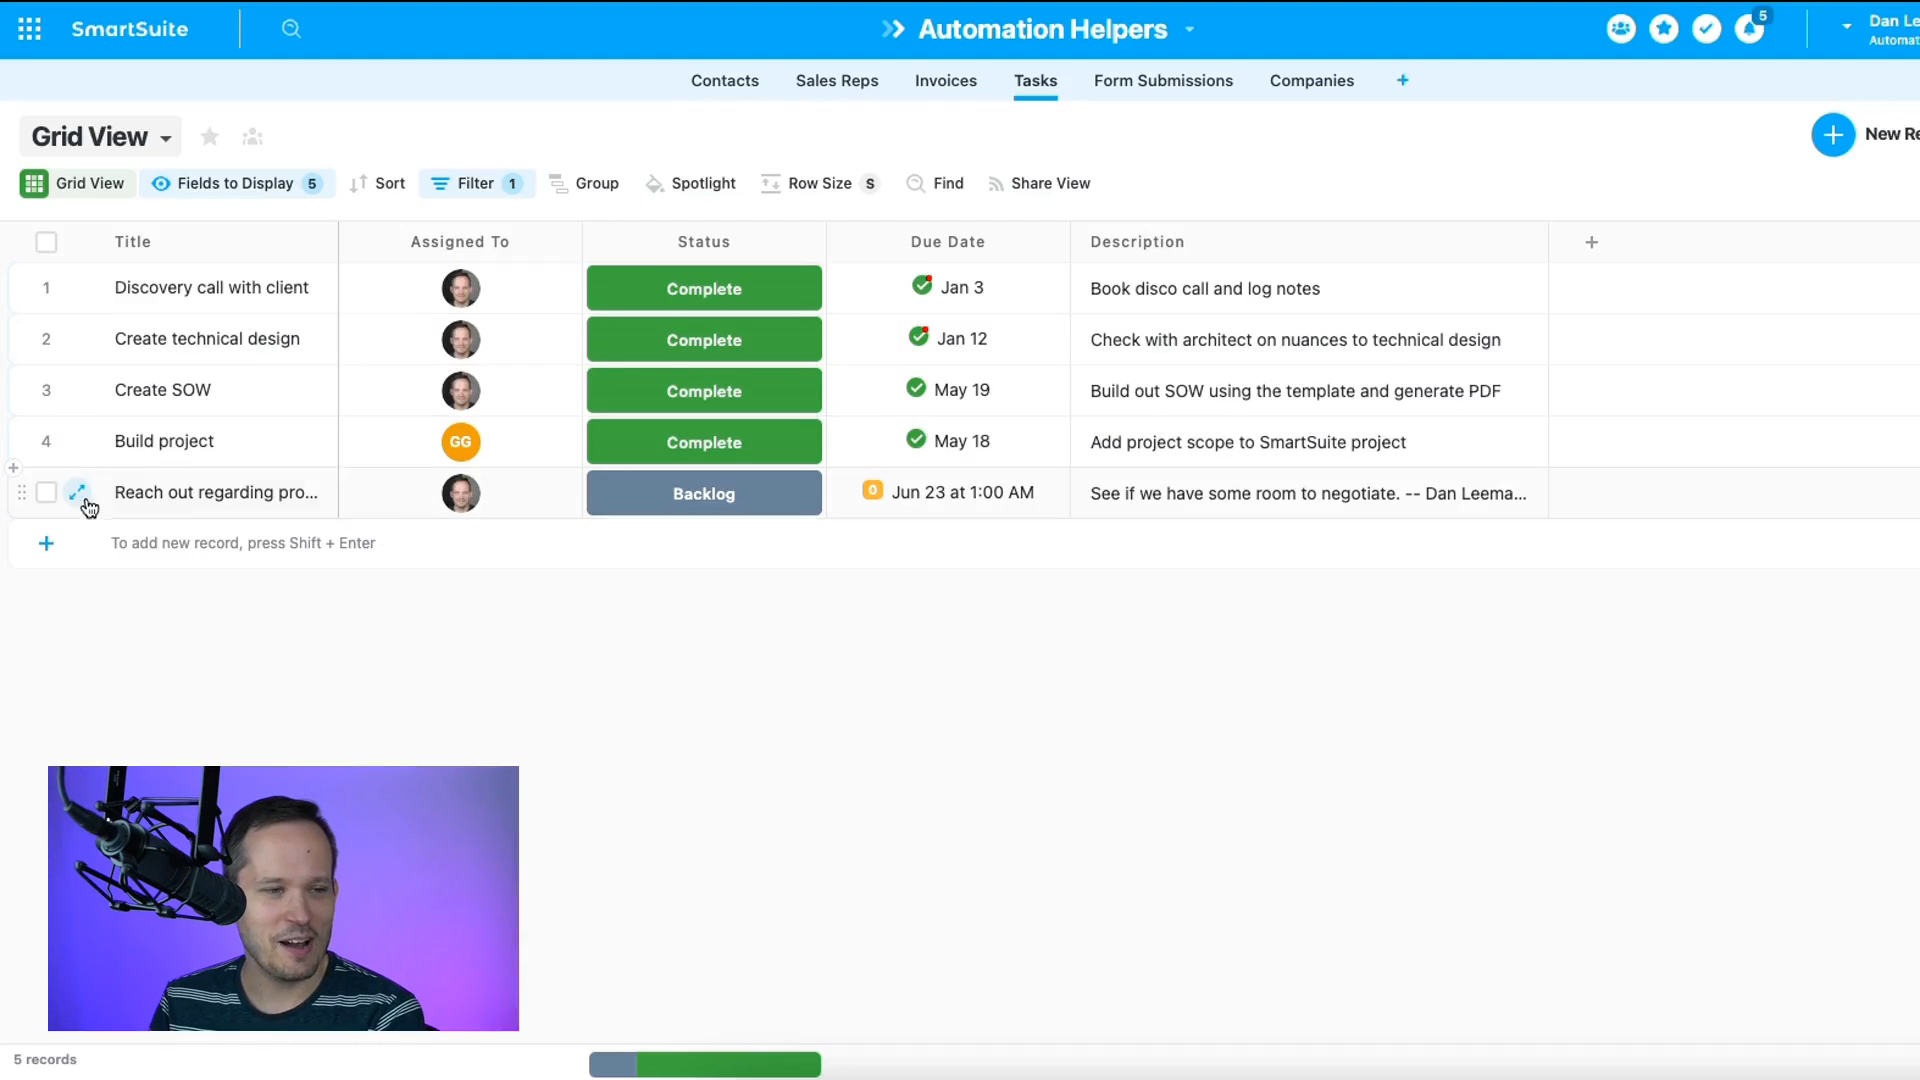 SmartSuite
Automation Helpers
5
Dan Le
Automat
Contacts
Sales Reps
Invoices
Tasks
Form Submissions
Companies
+
Grid View
New Re
Grid View
Fields to Display 5
Sort
Filter 1
Group
Spotlight
Row Size S
Find
Share View
Title
Assigned To
Status
Due Date
Description
+
1 Discovery call with client Complete Jan 3 Book disco call and log notes
2 Create technical design Complete Jan 12 Check with architect on nuances to technical design
3 Create SOW Complete May 19 Build out SOW using the template and generate PDF
4 Build project GG Complete May 18 Add project scope to SmartSuite project
Reach out regarding pro... Backlog 0 Jun 23 at 1:00 AM See if we have some room to negotiate. -- Dan Leema...
+ To add new record, press Shift + Enter
5 records